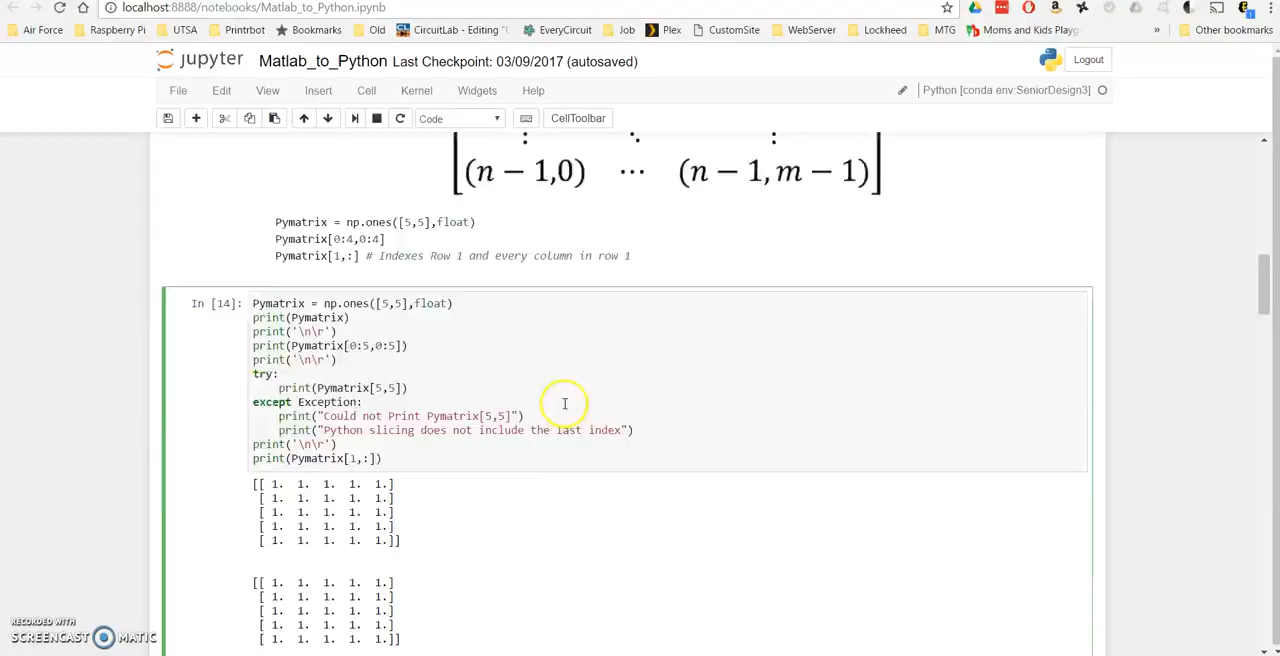 localhost:8888/notebooks/Matlab_to_Python.ipynb
Air Force Raspberry Pi UTSA Printrbot Bookmarks Old CircuitLab - Editing " EveryCircuit Job Plex CustomSite WebServer Lockheed MTG Moms and Kids Playg » Other bookmarks
jupyter Matlab_to_Python Last Checkpoint: 03/09/2017 (autosaved) Logout
File Edit View Insert Cell Kernel Widgets Help Python [conda env:SeniorDesign3]
Code CellToolbar
⋮ ⋱ ⋮
(n − 1,0) ⋯ (n − 1, m − 1)
Pymatrix = np.ones([5,5],float)
Pymatrix[0:4,0:4]
Pymatrix[1,:] # Indexes Row 1 and every column in row 1
In [14]: Pymatrix = np.ones([5,5],float)
print(Pymatrix)
print('\n\r')
print(Pymatrix[0:5,0:5])
print('\n\r')
try:
print(Pymatrix[5,5])
except Exception:
print("Could not Print Pymatrix[5,5]")
print("Python slicing does not include the last index")
print('\n\r')
print(Pymatrix[1,:])
[[ 1. 1. 1. 1. 1.]
[ 1. 1. 1. 1. 1.]
[ 1. 1. 1. 1. 1.]
[ 1. 1. 1. 1. 1.]
[ 1. 1. 1. 1. 1.]]
[[ 1. 1. 1. 1. 1.]
[ 1. 1. 1. 1. 1.]
[ 1. 1. 1. 1. 1.]
[ 1. 1. 1. 1. 1.]
[ 1. 1. 1. 1. 1.]]
RECORDED WITH
SCREENCAST MATIC